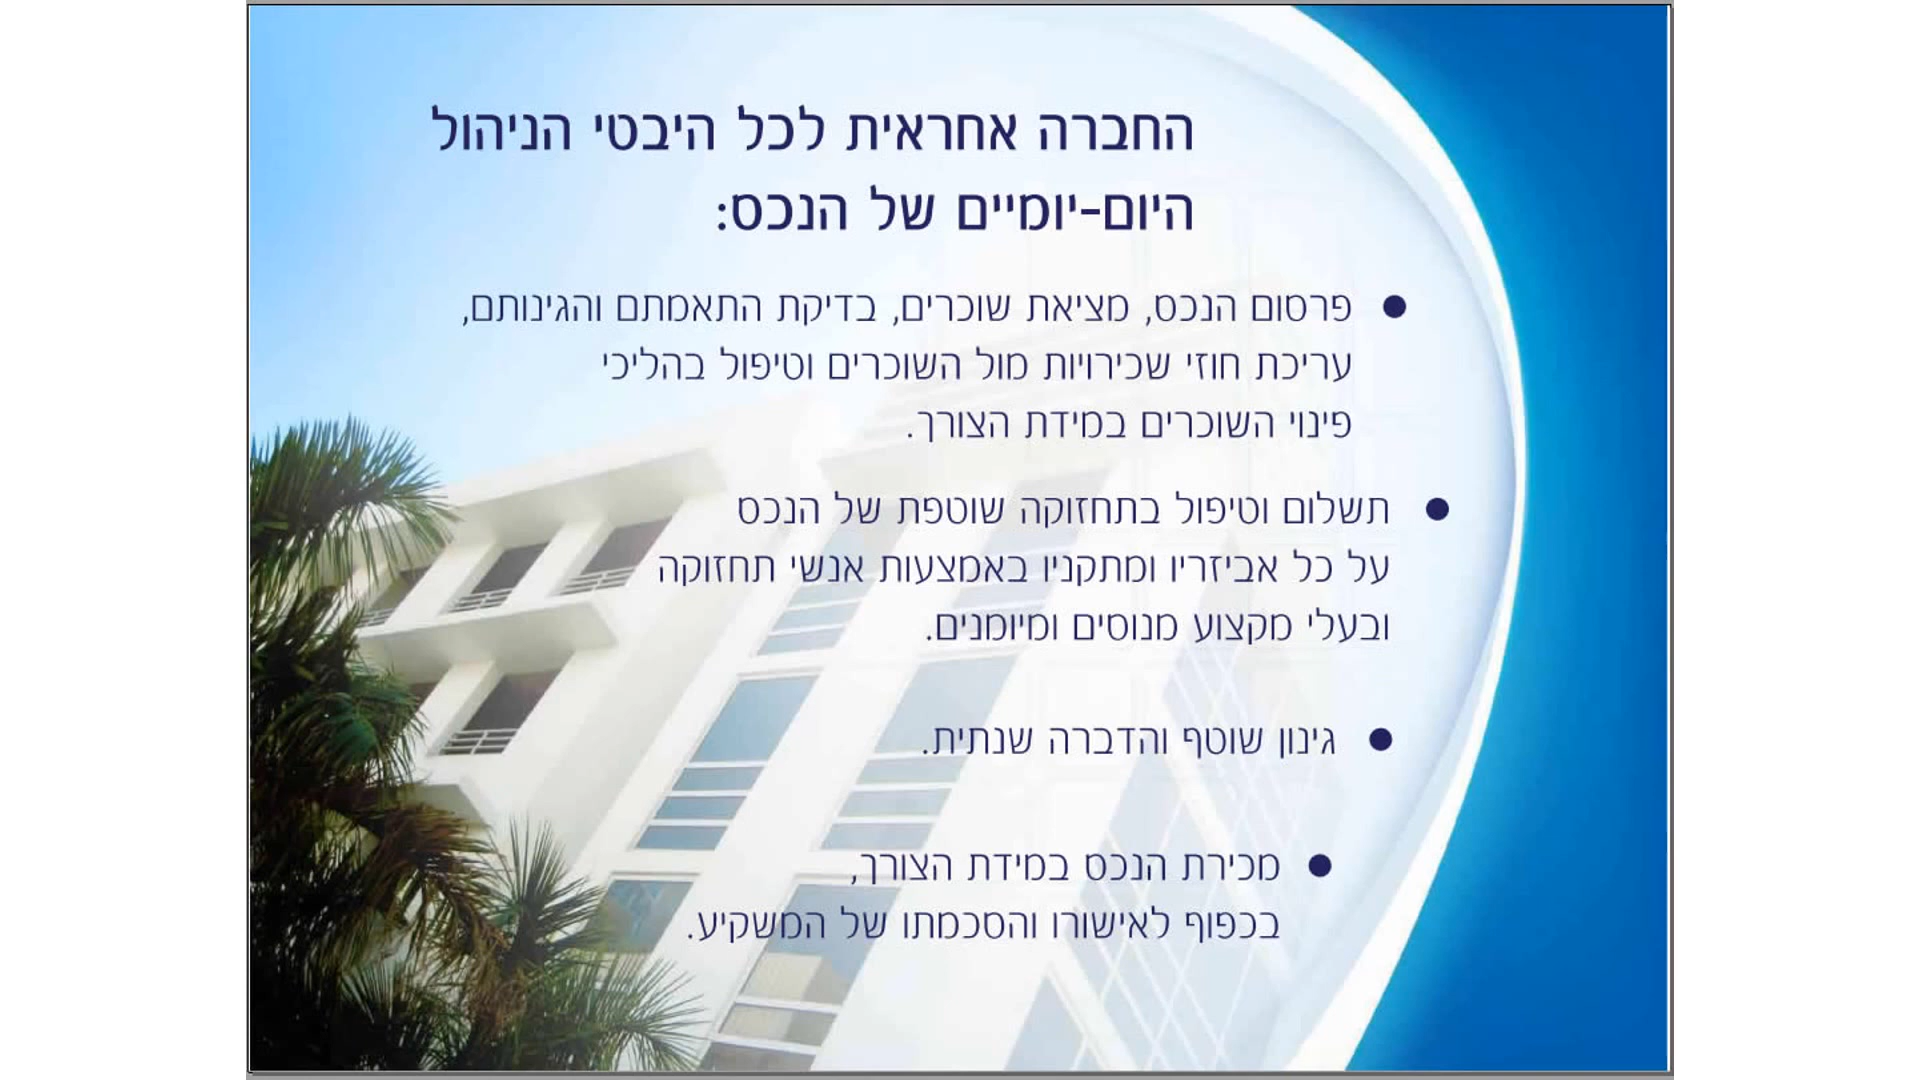 החברה אחראית לכל היבטי הניהול
היום-יומיים של הנכס:
● פרסום הנכס, מציאת שוכרים, בדיקת התאמתם והגינותם,
עריכת חוזי שכירויות מול השוכרים וטיפול בהליכי
פינוי השוכרים במידת הצורך.
● תשלום וטיפול בתחזוקה שוטפת של הנכס
על כל אביזריו ומתקניו באמצעות אנשי תחזוקה
ובעלי מקצוע מנוסים ומיומנים.
● גינון שוטף והדברה שנתית.
● מכירת הנכס במידת הצורך,
בכפוף לאישורו והסכמתו של המשקיע.